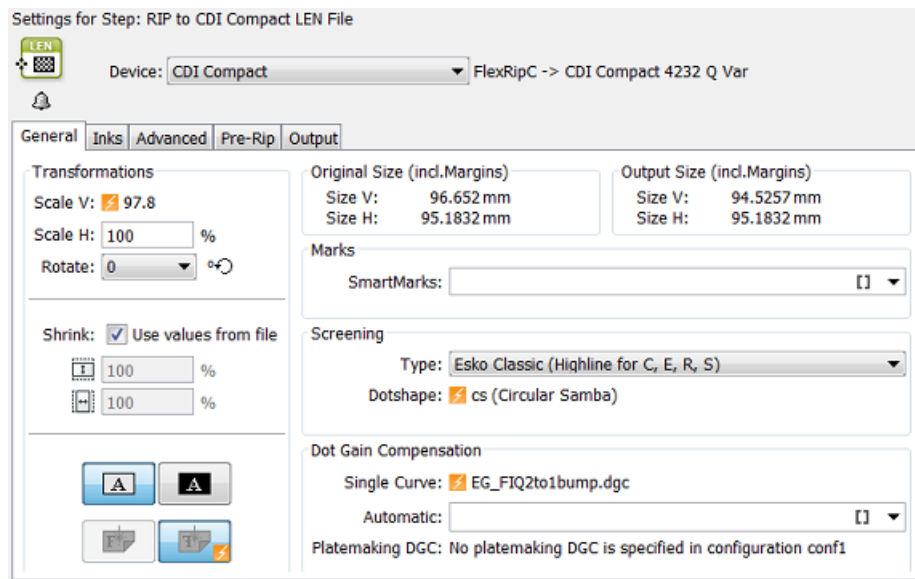 Settings for Step: RIP to CDI Compact LEN File
LEN
Device: CDI Compact FlexRipC -> CDI Compact 4232 Q Var
General Inks Advanced Pre-Rip Output
Transformations
Scale V: 97.8
Scale H: 100 %
Rotate: 0
Shrink: Use values from file
100 %
100 %
A A
F F
Original Size (incl.Margins)
Size V: 96.652 mm
Size H: 95.1832 mm
Output Size (incl.Margins)
Size V: 94.5257 mm
Size H: 95.1832 mm
Marks
SmartMarks: []
Screening
Type: Esko Classic (Highline for C, E, R, S)
Dotshape: cs (Circular Samba)
Dot Gain Compensation
Single Curve: EG_FIQ2to1bump.dgc
Automatic: []
Platemaking DGC: No platemaking DGC is specified in configuration conf1